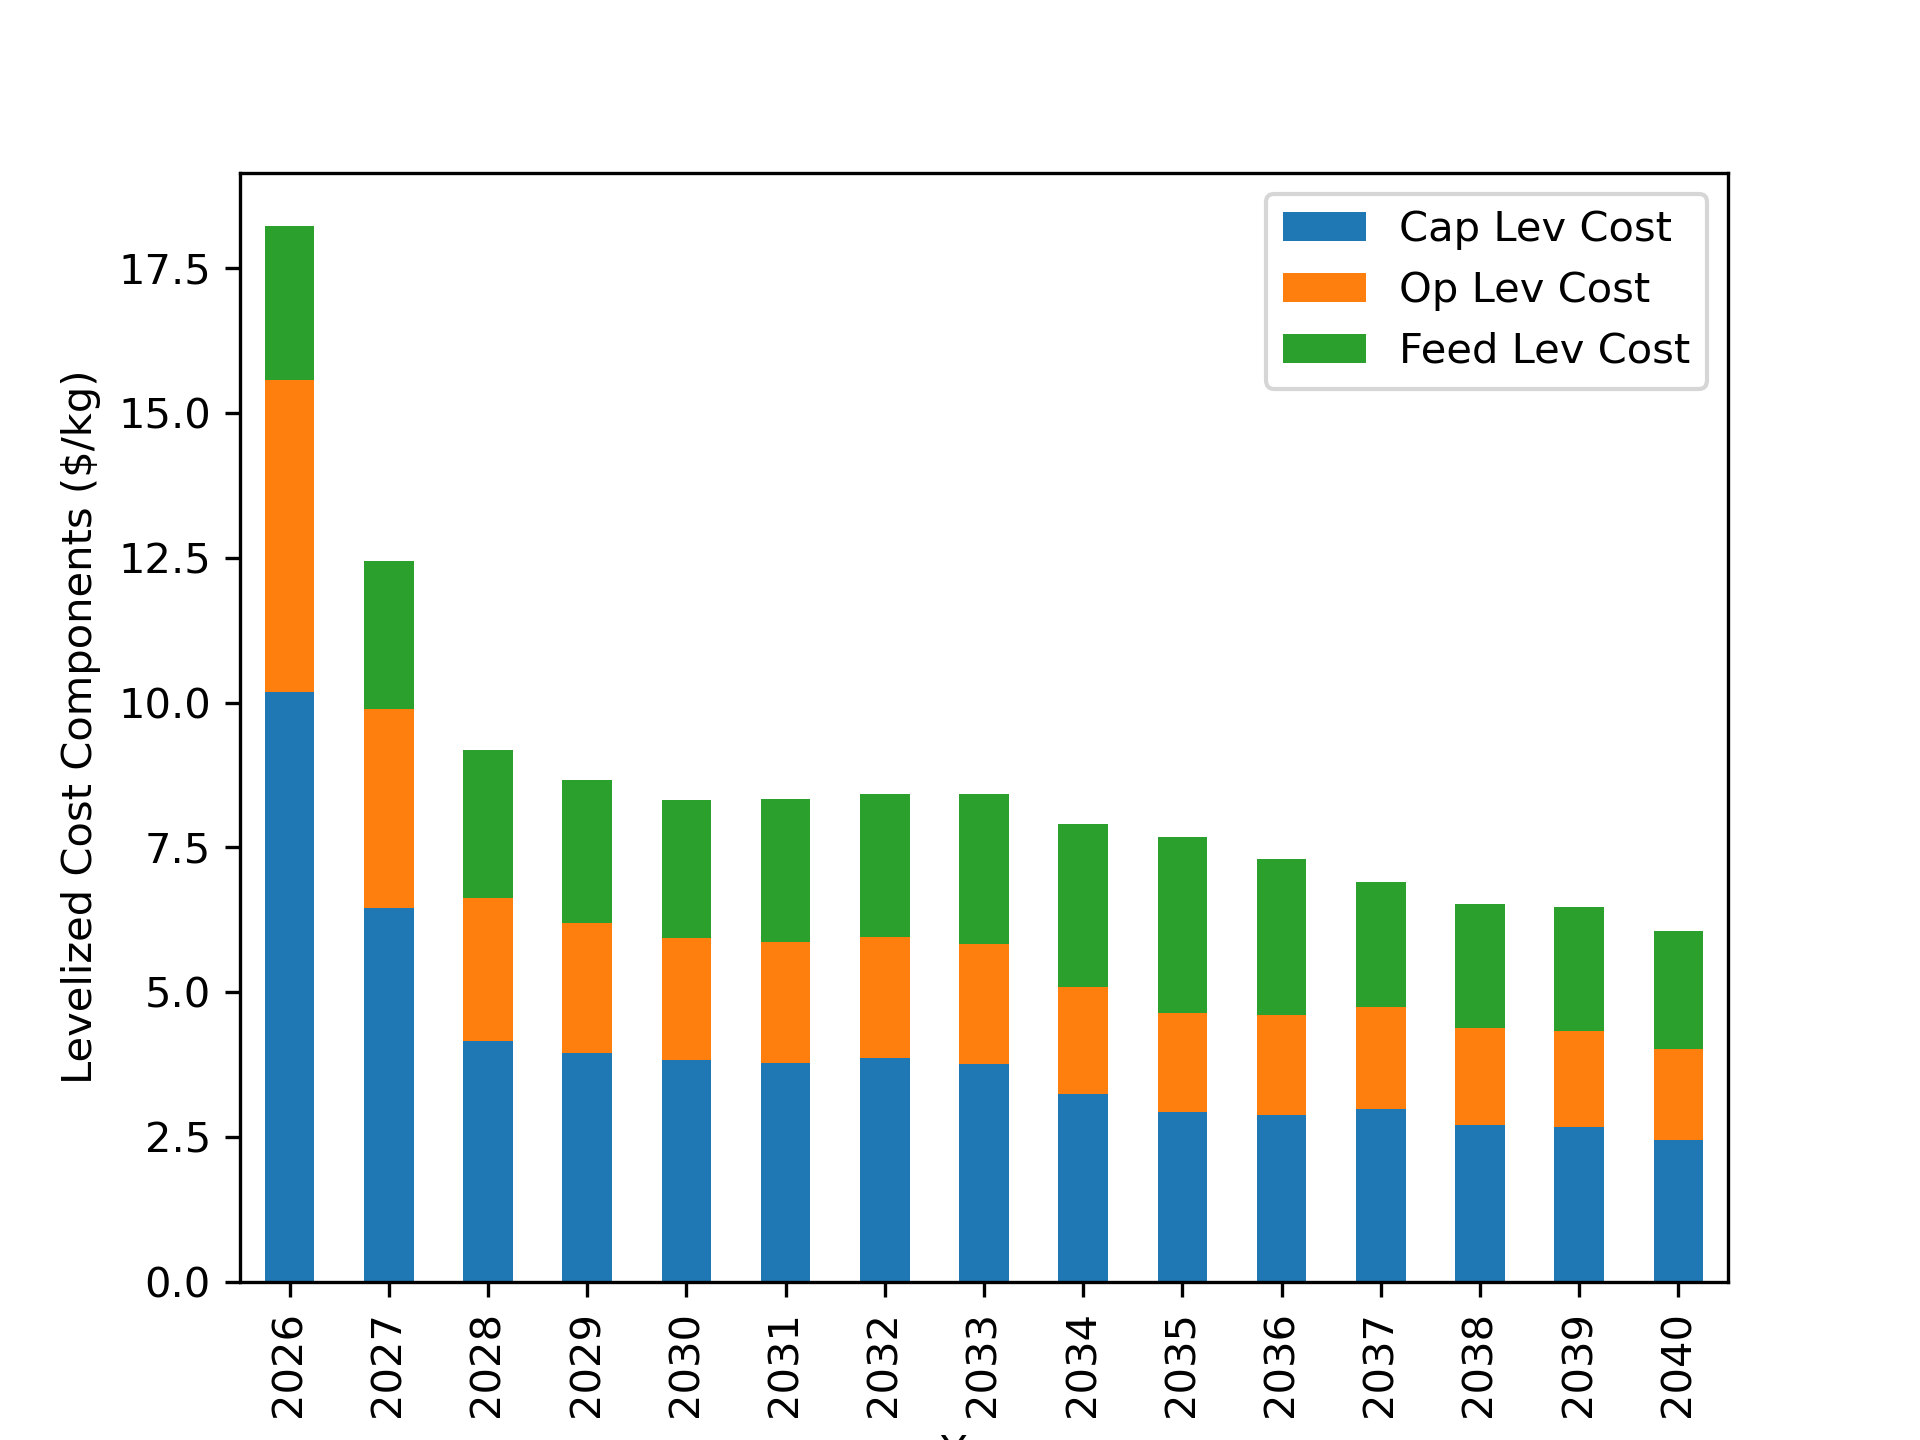 Levelized Cost Components ($/kg)
17.5
15.0
12.5
10.0
7.5
5.0
2.5
0.0
Cap Lev Cost
Op Lev Cost
Feed Lev Cost
2026 2027 2028 2029 2030 2031 2032 2033 2034 2035 2036 2037 2038 2039 2040